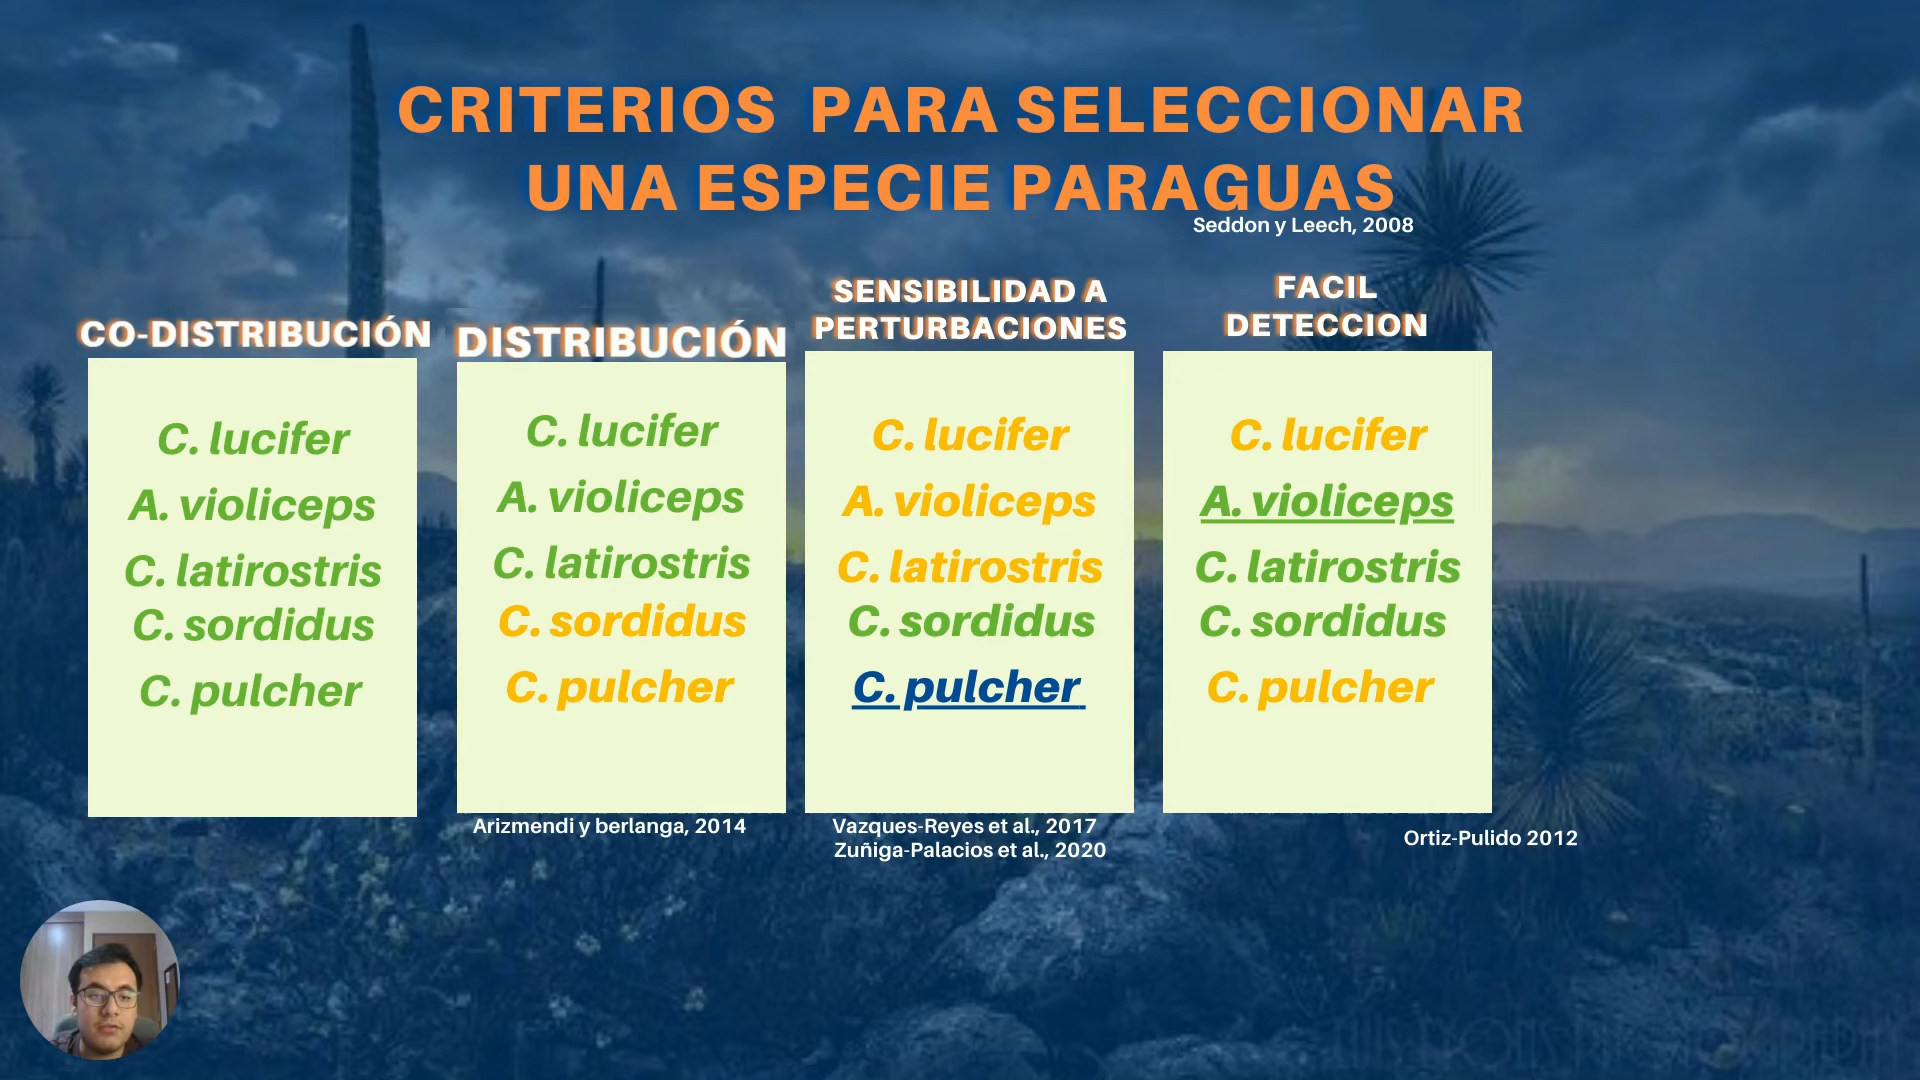 CRITERIOS PARA SELECCIONAR
UNA ESPECIE PARAGUAS
Seddon y Leech, 2008
CO-DISTRIBUCIÓN
C. lucifer
A. violiceps
C. latirostris
C. sordidus
C. pulcher
DISTRIBUCIÓN
C. lucifer
A. violiceps
C. latirostris
C. sordidus
C. pulcher
Arizmendi y berlanga, 2014
SENSIBILIDAD A
PERTURBACIONES
C. lucifer
A. violiceps
C. latirostris
C. sordidus
C. pulcher
Vazques-Reyes et al., 2017
Zuñiga-Palacios et al., 2020
FACIL
DETECCION
C. lucifer
A. violiceps
C. latirostris
C. sordidus
C. pulcher
Ortiz-Pulido 2012